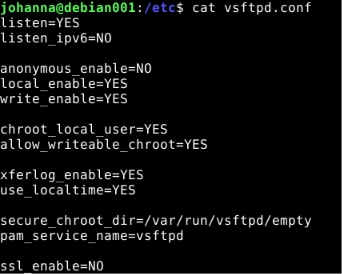 johanna@debian001:/etc$ cat vsftpd.conf
listen=YES
listen_ipv6=NO
anonymous_enable=NO
local_enable=YES
write_enable=YES
chroot_local_user=YES
allow_writeable_chroot=YES
xferlog_enable=YES
use_localtime=YES
secure_chroot_dir=/var/run/vsftpd/empty
pam_service_name=vsftpd
ssl_enable=NO